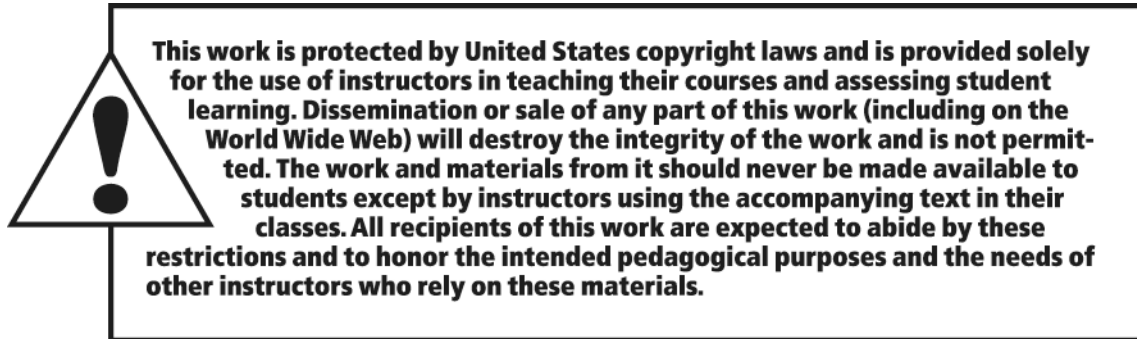 This work is protected by United States copyright laws and is provided solely
for the use of instructors in teaching their courses and assessing student
learning. Dissemination or sale of any part of this work (including on the
World Wide Web) will destroy the integrity of the work and is not permit-
ted. The work and materials from it should never be made available to
students except by instructors using the accompanying text in their
classes. All recipients of this work are expected to abide by these
restrictions and to honor the intended pedagogical purposes and the needs of
other instructors who rely on these materials.